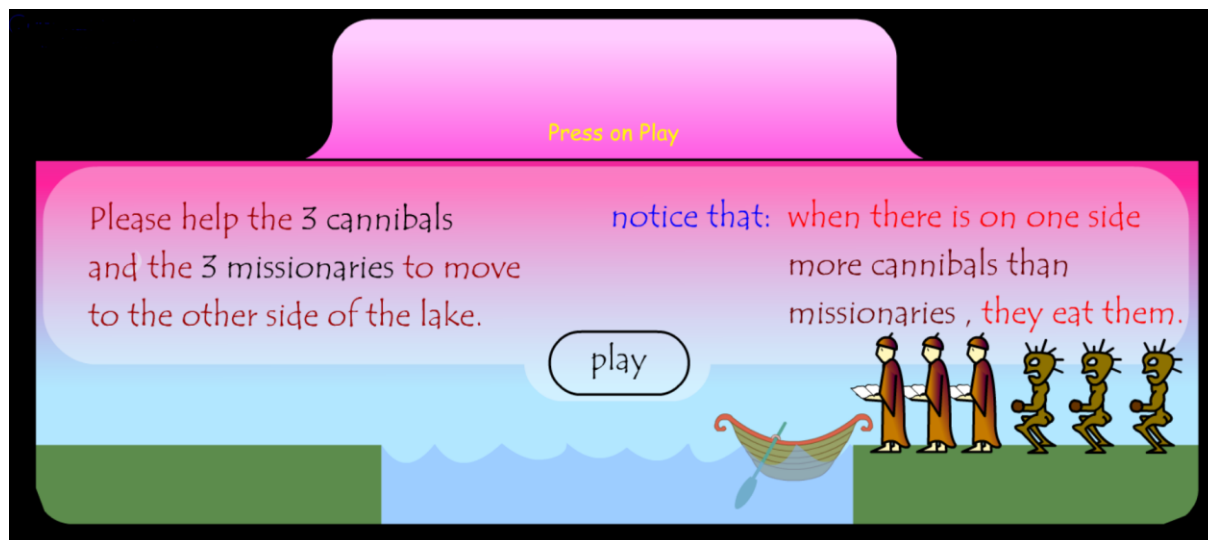 Press on Play
Please help the 3 cannibals
and the 3 missionaries to move
to the other side of the lake.
notice that: when there is on one side
more cannibals than
missionaries , they eat them.
play